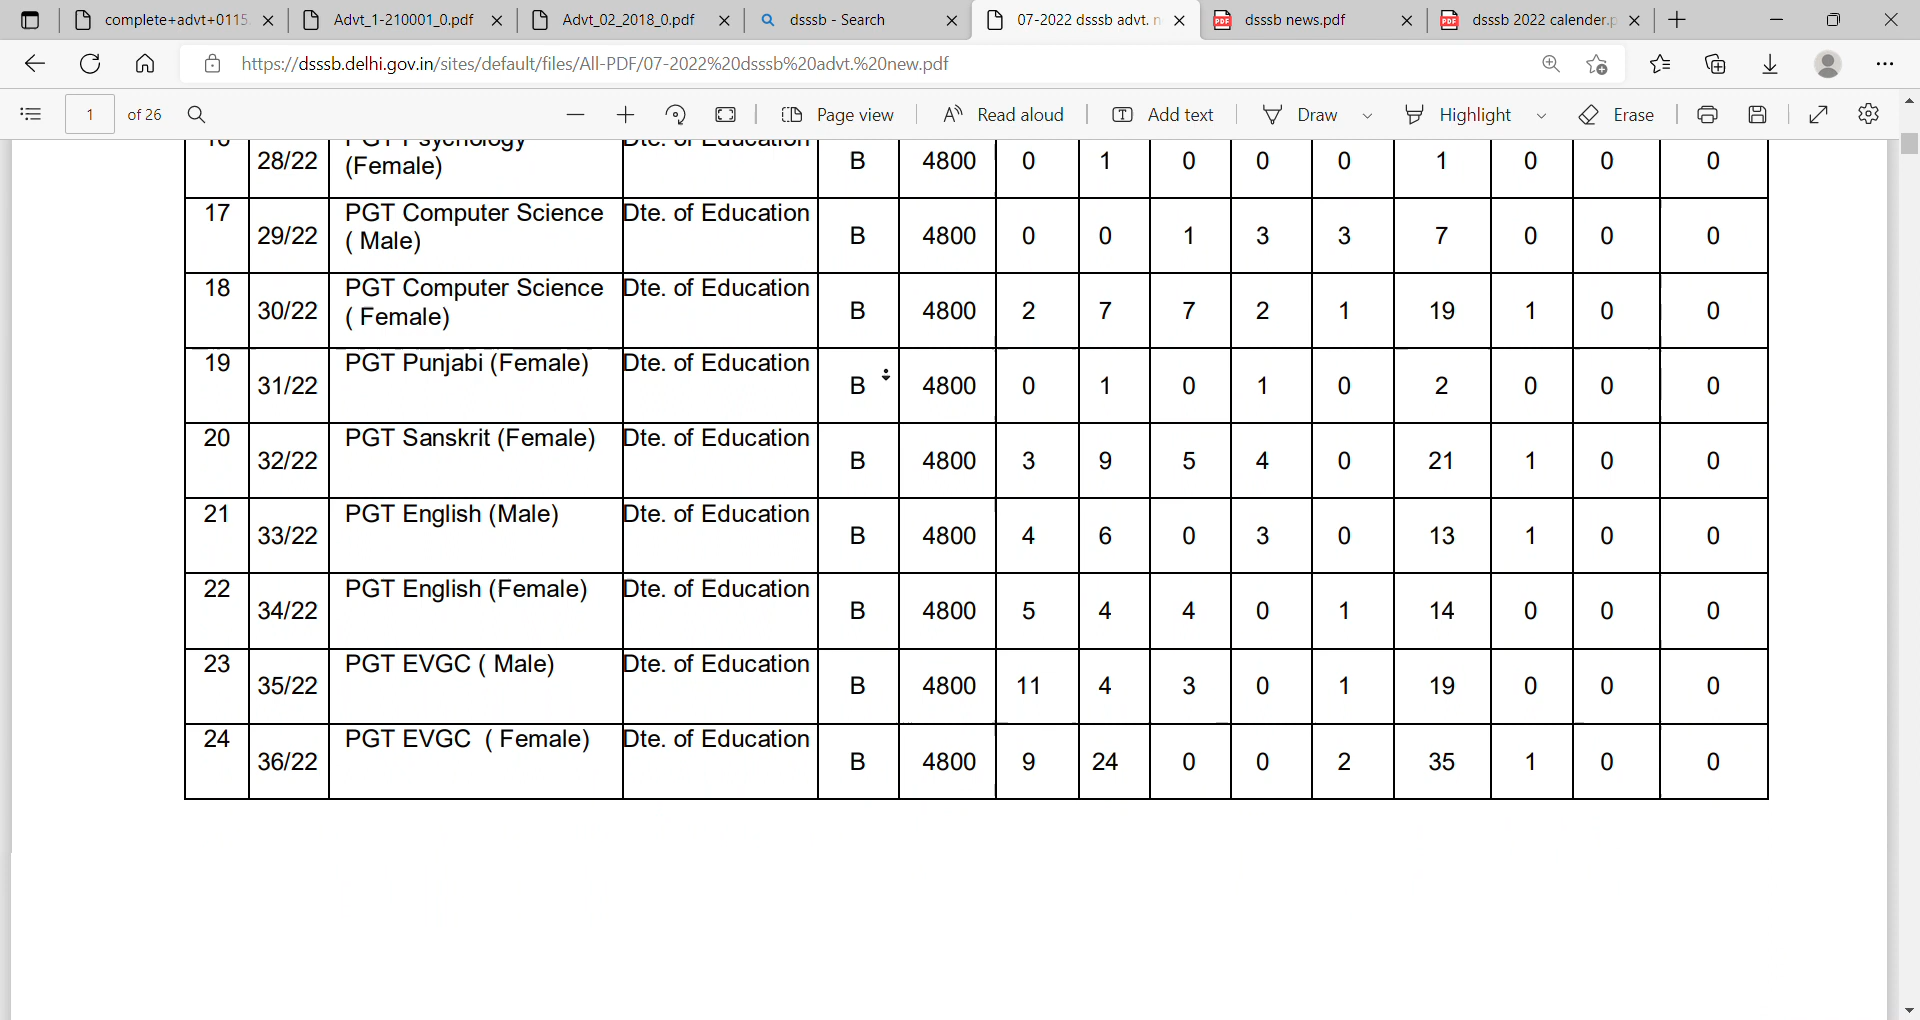 complete+advt+0115
Advt_1-210001_0.pdf
Advt_02_2018_0.pdf
dsssb - Search
07-2022 dsssb advt. n
dsssb news.pdf
dsssb 2022 calender.p
https://dsssb.delhi.gov.in/sites/default/files/All-PDF/07-2022%20dsssb%20advt.%20new.pdf
1 of 26 Page view Read aloud Add text Draw Highlight Erase
16 PGT Psychology Dte. of Education
28/22 (Female) B 4800 0 1 0 0 0 1 0 0 0
17 PGT Computer Science Dte. of Education
29/22 ( Male) B 4800 0 0 1 3 3 7 0 0 0
18 PGT Computer Science Dte. of Education
30/22 ( Female) B 4800 2 7 7 2 1 19 1 0 0
19 PGT Punjabi (Female) Dte. of Education
31/22 B 4800 0 1 0 1 0 2 0 0 0
20 PGT Sanskrit (Female) Dte. of Education
32/22 B 4800 3 9 5 4 0 21 1 0 0
21 PGT English (Male) Dte. of Education
33/22 B 4800 4 6 0 3 0 13 1 0 0
22 PGT English (Female) Dte. of Education
34/22 B 4800 5 4 4 0 1 14 0 0 0
23 PGT EVGC ( Male) Dte. of Education
35/22 B 4800 11 4 3 0 1 19 0 0 0
24 PGT EVGC ( Female) Dte. of Education
36/22 B 4800 9 24 0 0 2 35 1 0 0